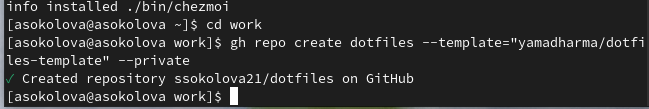 info installed ./bin/chezmoi
[asokolova@asokolova ~]$ cd work
[asokolova@asokolova work]$ gh repo create dotfiles --template="yamadharma/dotfi
les-template" --private
✓ Created repository ssokolova21/dotfiles on GitHub
[asokolova@asokolova work]$